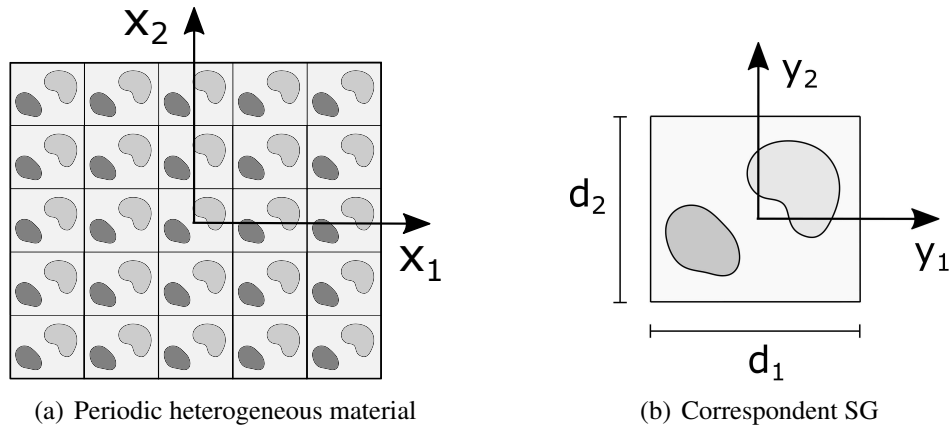 x₂
x₁
(a) Periodic heterogeneous material
y₂
d₂
y₁
d₁
(b) Correspondent SG